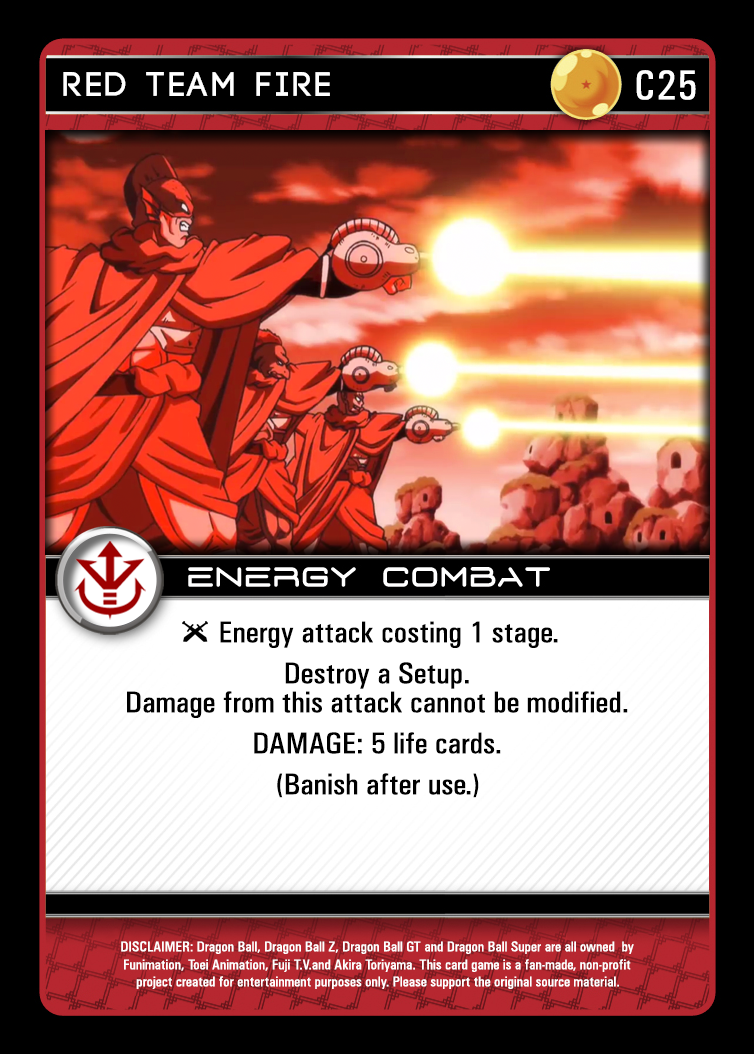 RED TEAM FIRE
C25
ENERGY COMBAT
Energy attack costing 1 stage.
Destroy a Setup.
Damage from this attack cannot be modified.
DAMAGE: 5 life cards.
(Banish after use.)
DISCLAIMER: Dragon Ball, Dragon Ball Z, Dragon Ball GT and Dragon Ball Super are all owned by
Funimation, Toei Animation, Fuji T.V.and Akira Toriyama. This card game is a fan-made, non-profit
project created for entertainment purposes only. Please support the original source material.